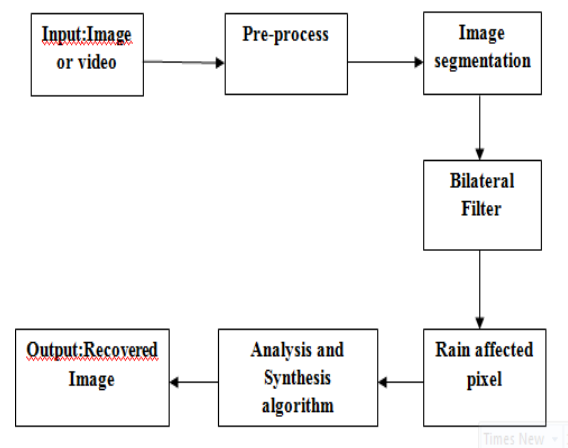 Input:Image
or video
Pre-process
Image
segmentation
Bilateral
Filter
Rain affected
pixel
Analysis and
Synthesis
algorithm
Output:Recovered
Image
Times New